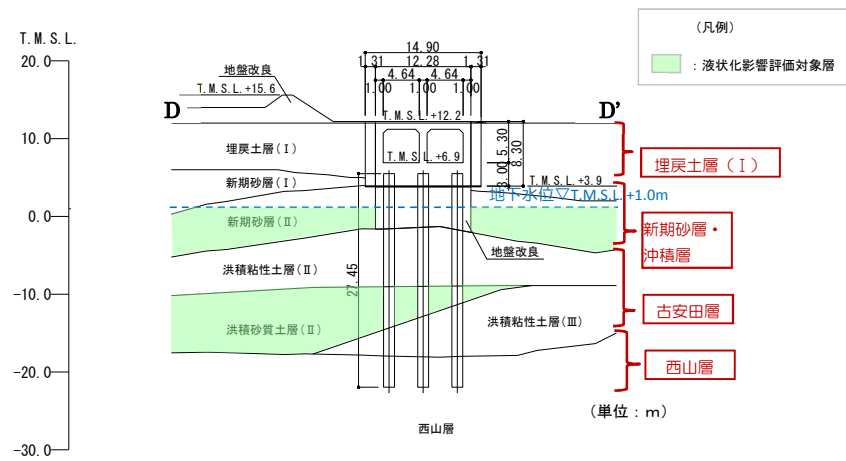 (凡例)
：液状化影響評価対象層
T.M.S.L.
20.0
10.0
0.0
-10.0
-20.0
-30.0
14.90
1.31 12.28 1.31
4.64 4.64
1.00 1.00 1.00
地盤改良
T.M.S.L.+15.6
D
D'
T.M.S.L.+12.2
5.30
8.30
3.00
埋戻土層(Ⅰ)
T.M.S.L.+6.9
埋戻土層(Ⅰ)
新期砂層(Ⅰ)
T.M.S.L.+3.9
地下水位▽T.M.S.L.+1.0m
新期砂層(Ⅱ)
新期砂層・
沖積層
地盤改良
27.45
洪積粘性土層(Ⅱ)
古安田層
洪積砂質土層(Ⅱ)
洪積粘性土層(Ⅲ)
西山層
(単位：m)
西山層